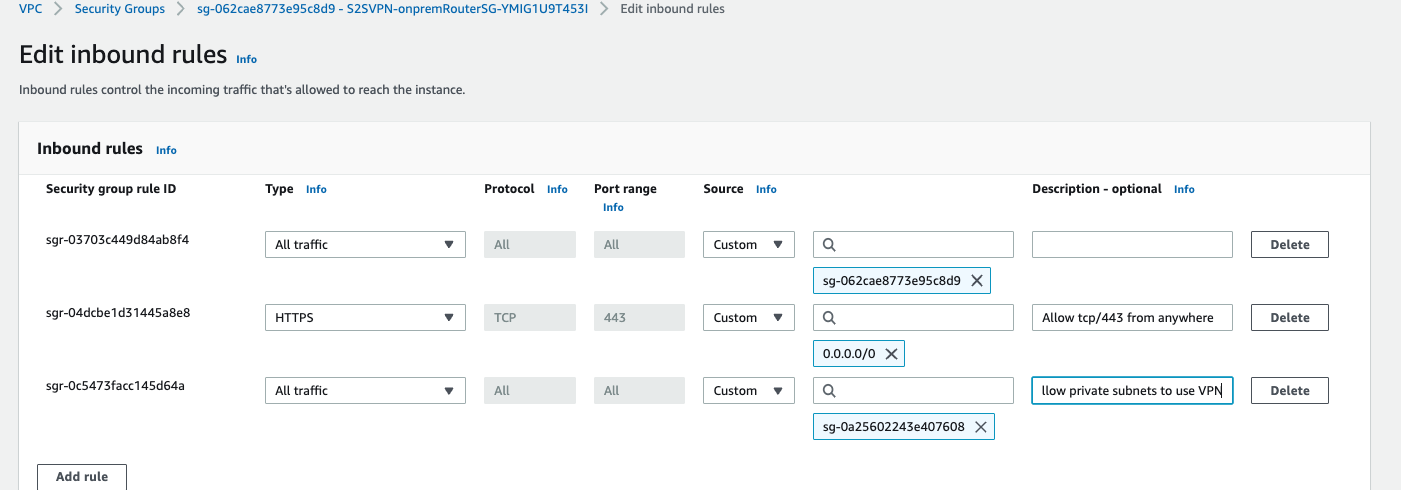 VPC > Security Groups > sg-062cae8773e95c8d9 - S2SVPN-onpremRouterSG-YMIG1U9T453I > Edit inbound rules
Edit inbound rules Info
Inbound rules control the incoming traffic that's allowed to reach the instance.
Inbound rules Info
Security group rule ID Type Info Protocol Info Port range Info Source Info Description - optional Info
sgr-03703c449d84ab8f4 All traffic All All Custom Delete
sg-062cae8773e95c8d9
sgr-04dcbe1d31445a8e8 HTTPS TCP 443 Custom Allow tcp/443 from anywhere Delete
0.0.0.0/0
sgr-0c5473facc145d64a All traffic All All Custom llow private subnets to use VPN Delete
sg-0a25602243e407608
Add rule